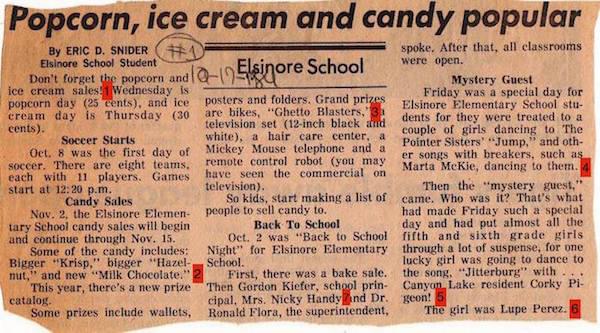 Popcorn, ice cream and candy popular
By ERIC D. SNIDER
Elsinore School Student
#1
10-17-984
Don't forget the popcorn and
ice cream sales! 1 Wednesday is
popcorn day (25 cents), and ice
cream day is Thursday (30
cents).
Soccer Starts
Oct. 8 was the first day of
soccer. There are eight teams,
each with 11 players. Games
start at 12:20 p.m.
Candy Sales
Nov. 2, the Elsinore Elemen-
tary School candy sales will begin
and continue through Nov. 15.
Some of the candy includes:
Bigger "Krisp," bigger "Hazel-
nut," and new "Milk Chocolate." 2
This year, there's a new prize
catalog.
Some prizes include wallets,
Elsinore School
posters and folders. Grand prizes
are bikes, "Ghetto Blasters," 3 a
television set (12-inch black and
white), a hair care center, a
Mickey Mouse telephone and a
remote control robot (you may
have seen the commercial on
television).
So kids, start making a list of
people to sell candy to.
Back To School
Oct. 2 was "Back to School
Night" for Elsinore Elementary
School.
First, there was a bake sale.
Then Gordon Kiefer, school prin-
cipal, Mrs. Nicky Handy 7 and Dr.
Ronald Flora, the superintendent,
spoke. After that, all classrooms
were open.
Mystery Guest
Friday was a special day for
Elsinore Elementary School stu-
dents for they were treated to a
couple of girls dancing to The
Pointer Sisters' "Jump," and oth-
er songs with breakers, such as
Marta McKie, dancing to them. 4
Then the "mystery guest,"
came. Who was it? That's what
had made Friday such a special
day and had put almost all the
fifth and sixth grade girls
through a lot of suspense, for one
lucky girl was going to dance to
the song, "Jitterburg" with . . .
Canyon Lake resident Corky Pi-
geon! 5
The girl was Lupe Perez. 6